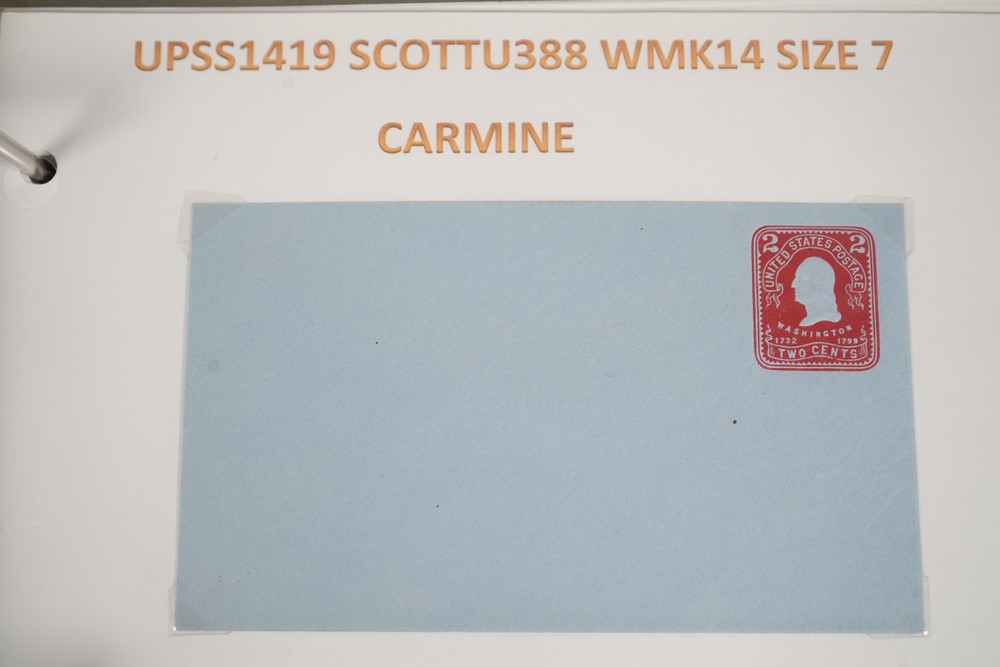 UPSS1419 SCOTTU388 WMK14 SIZE 7
CARMINE
2 2
UNITED STATES POSTAGE
WASHINGTON
1732 1799
TWO CENTS